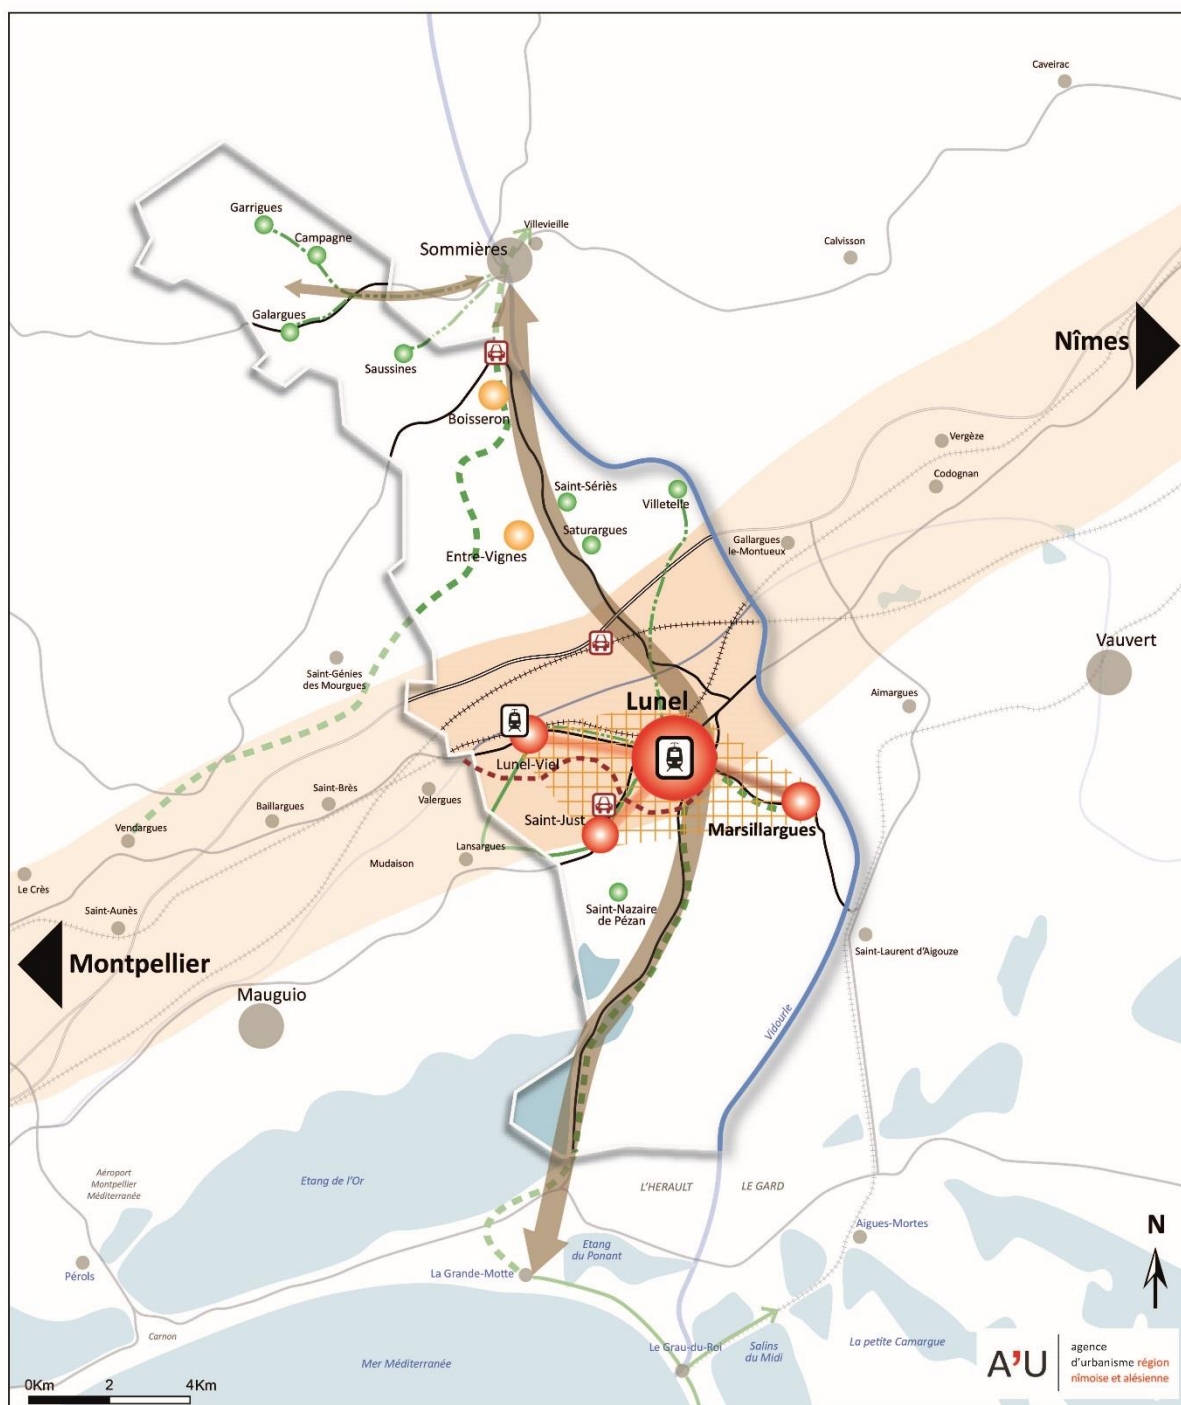 Caveirac
Garrigues
Campagne
Villevieille
Sommières
Calvisson
Galargues
Nîmes
Saussines
Boisseron
Vergèze
Codognan
Saint-Sériès
Villetelle
Saturargues
Gallargues
le-Montueux
Entre-Vignes
Vauvert
Saint-Génies
des Mourgues
Aimargues
Lunel
Lunel-Viel
Saint-Brès
Valergues
Baillargues
Vendargues
Saint-Just
Marsillargues
Lansargues
Mudaison
Le Crès
Saint-Aunès
Saint-Nazaire
de Pézan
Saint-Laurent d'Aigouze
Montpellier
Mauguio
Vidourle
Aéroport
Montpellier
Méditerranée
Etang de l'Or
L'HERAULT
LE GARD
Aigues-Mortes
N
Etang
du Ponant
Pérols
La Grande-Motte
Carnon
Le Grau-du-Roi
Salins
du Midi
La petite Camargue
Mer Méditerranée
A'U
agence
d'urbanisme région
nîmoise et alésienne
0Km 2 4Km